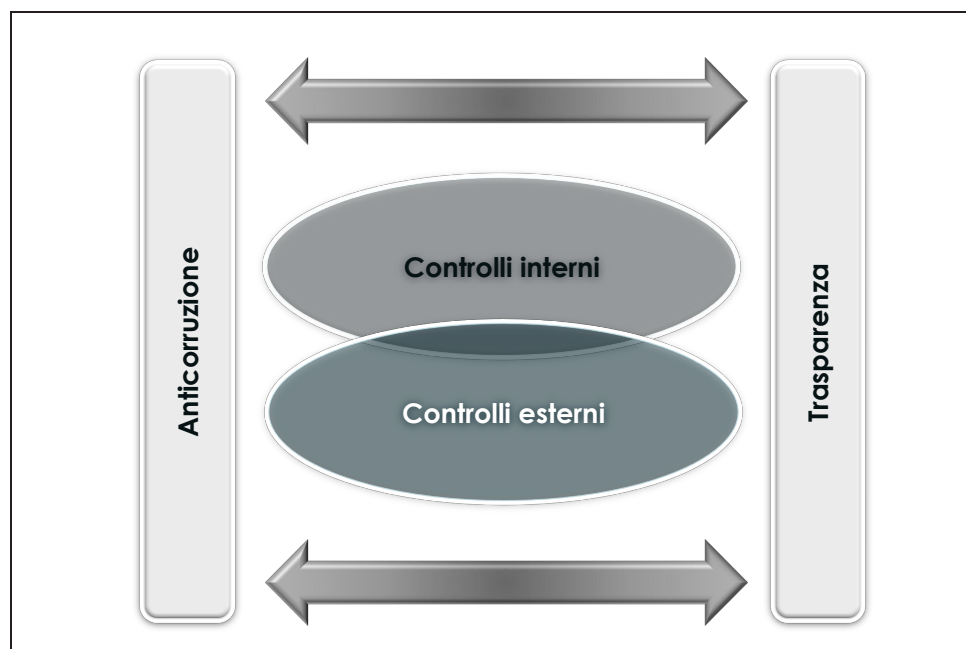 Anticorruzione
Controlli interni
Controlli esterni
Trasparenza